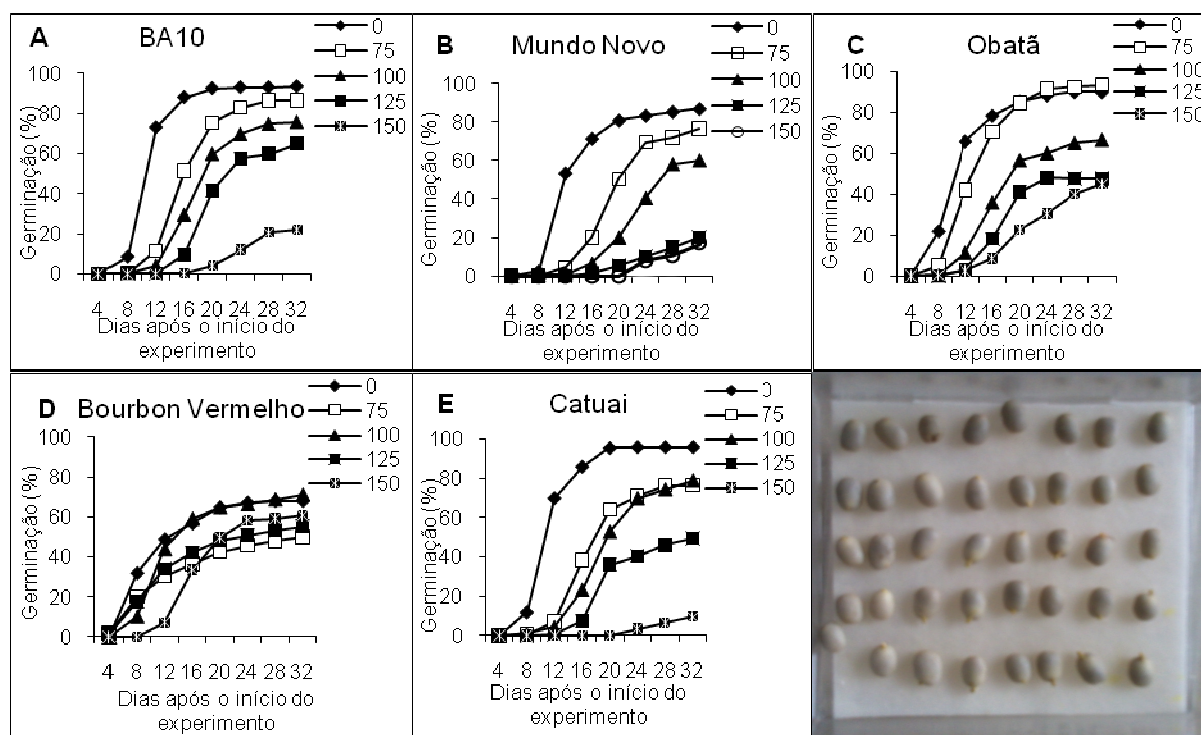 A
BA10
0
75
100
125
150
Germinação (%)
100
80
60
40
20
0
4 8 12 16 20 24 28 32
Dias após o início do
experimento
B
Mundo Novo
0
75
100
125
150
Germinação (%)
100
80
60
40
20
0
4 8 12 16 20 24 28 32
Dias após o início do
experimento
C
Obatã
0
75
100
125
150
Germinação (%)
100
80
60
40
20
0
4 8 12 16 20 24 28 32
Dias após o início do
experimento
D
Bourbon Vermelho
0
75
100
125
150
Germinação (%)
100
80
60
40
20
0
4 8 12 16 20 24 28 32
Dias após o início do
experimento
E
Catuai
0
75
100
125
150
Germinação (%)
100
80
60
40
20
0
4 8 12 16 20 24 28 32
Dias após o início do
experimento